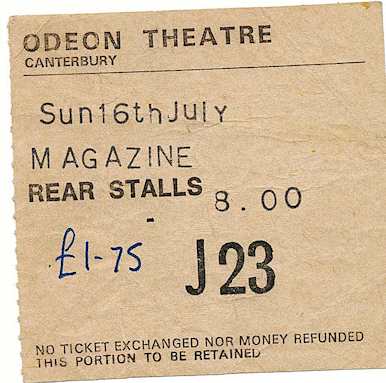 ODEON THEATRE
CANTERBURY
Sun16thJuly
MAGAZINE
REAR STALLS 8.00
£1-75 J23
NO TICKET EXCHANGED NOR MONEY REFUNDED
THIS PORTION TO BE RETAINED